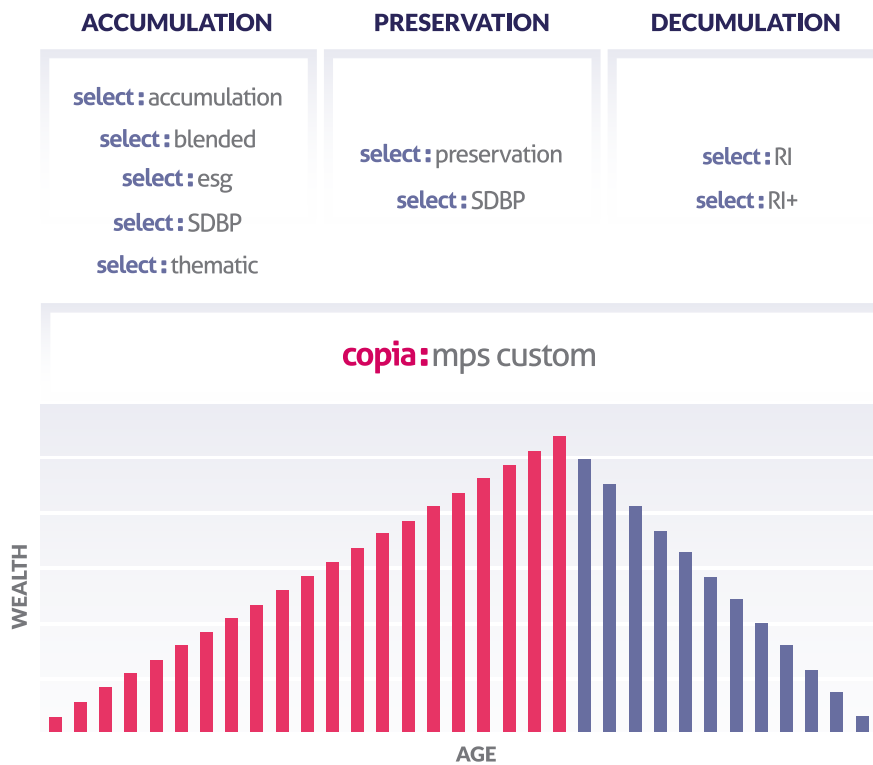 ACCUMULATION
select:accumulation
select:blended
select:esg
select:SDBP
select:thematic
PRESERVATION
select:preservation
select:SDBP
DECUMULATION
select:RI
select:RI+
copia:mps custom
WEALTH
AGE